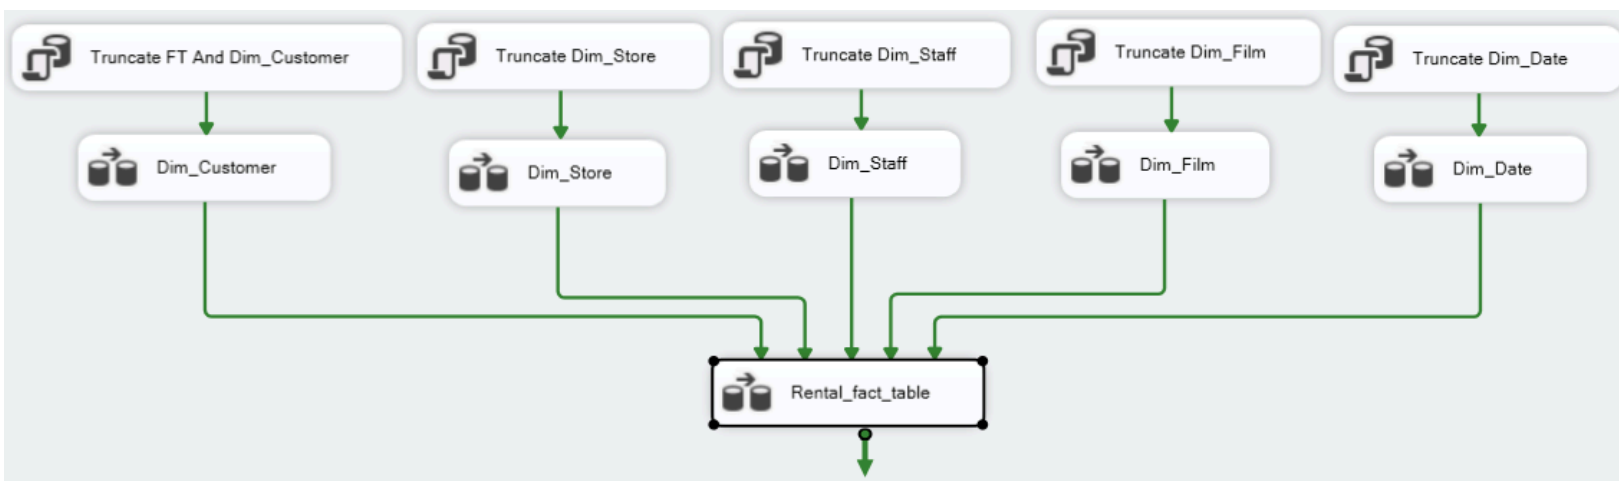 Truncate FT And Dim_Customer
Truncate Dim_Store
Truncate Dim_Staff
Truncate Dim_Film
Truncate Dim_Date
Dim_Customer
Dim_Store
Dim_Staff
Dim_Film
Dim_Date
Rental_fact_table